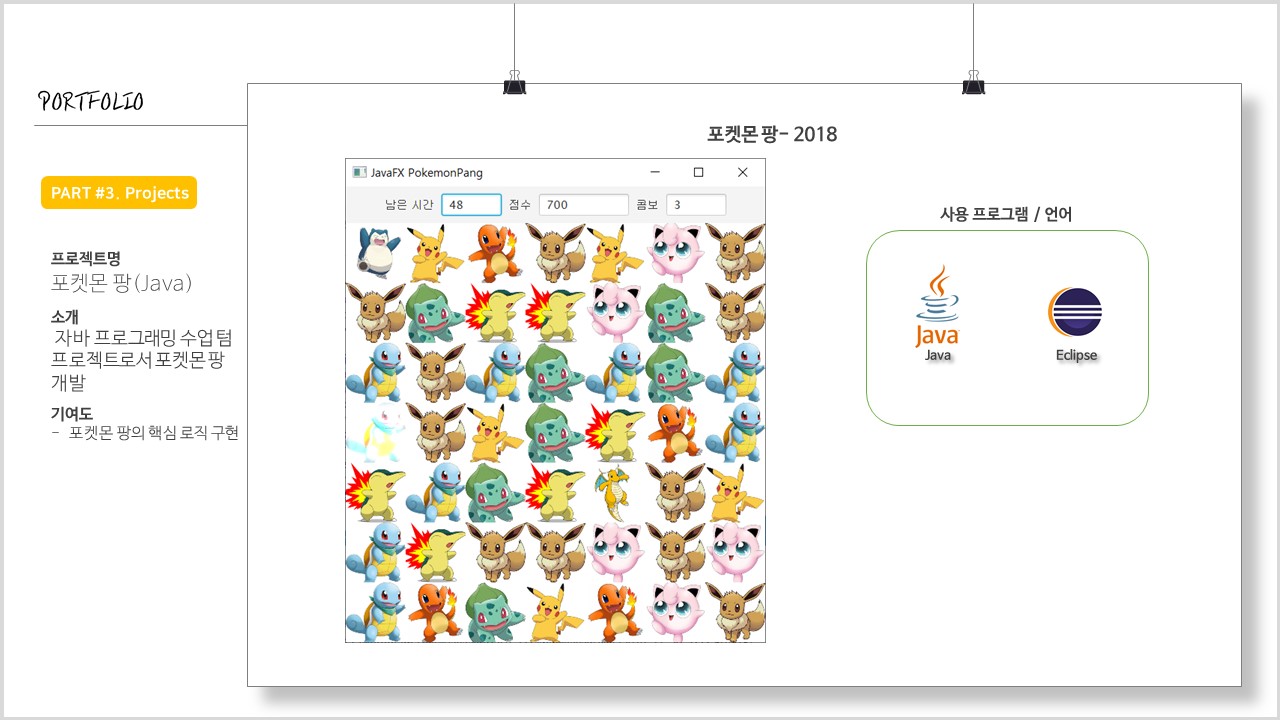 PORTFOLIO
PART #3. Projects
프로젝트명
포켓몬 팡(Java)
소개
자바 프로그래밍 수업 텀
프로젝트로서 포켓몬 팡
개발
기여도
- 포켓몬 팡의 핵심 로직 구현
포켓몬 팡- 2018
JavaFX PokemonPang
남은 시간 48 점수 700 콤보 3
사용 프로그램 / 언어
Java
Java
Eclipse